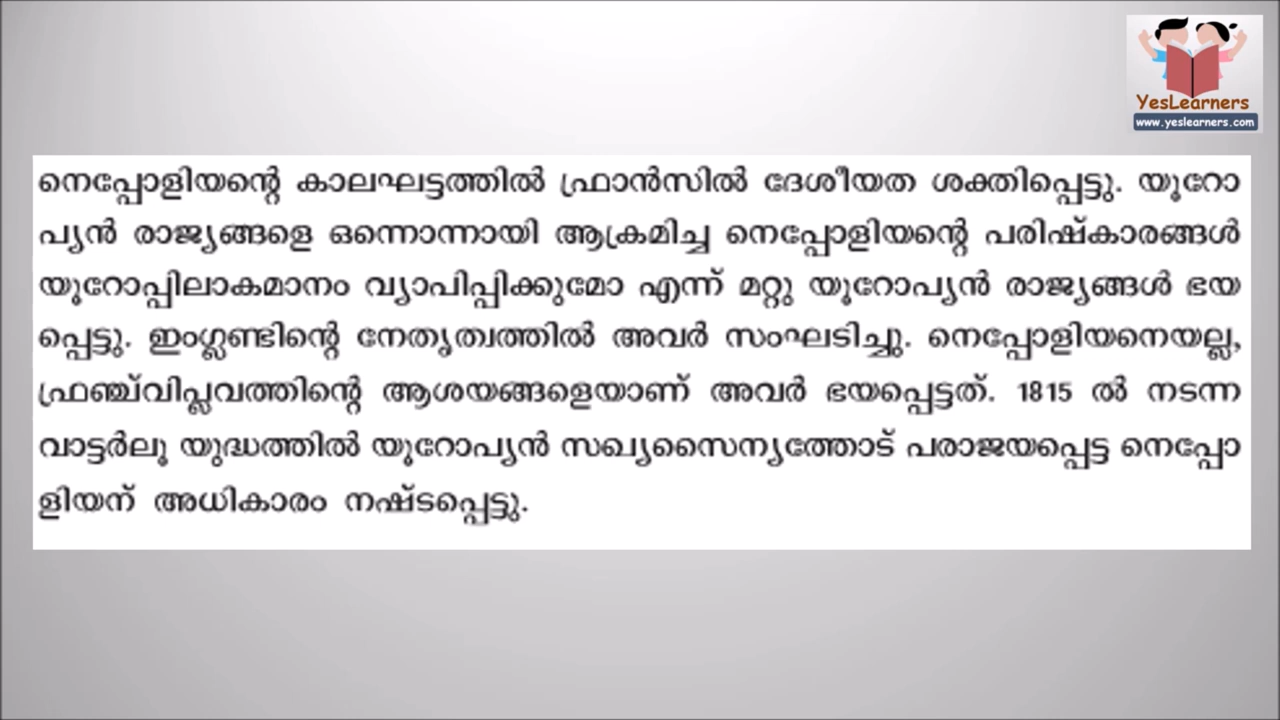 YesLearners
www.yeslearners.com
നെപ്പോളിയന്റെ കാലഘട്ടത്തിൽ ഫ്രാൻസിൽ ദേശീയത ശക്തിപ്പെട്ടു. യൂറോ
പ്യൻ രാജ്യങ്ങളെ ഒന്നൊന്നായി ആക്രമിച്ച നെപ്പോളിയന്റെ പരിഷ്കാരങ്ങൾ
യൂറോപ്പിലാകമാനം വ്യാപിപ്പിക്കുമോ എന്ന് മറ്റു യൂറോപ്യൻ രാജ്യങ്ങൾ ഭയ
പ്പെട്ടു. ഇംഗ്ലണ്ടിന്റെ നേതൃത്വത്തിൽ അവർ സംഘടിച്ചു. നെപ്പോളിയനെയല്ല,
ഫ്രഞ്ച്‌വിപ്ലവത്തിന്റെ ആശയങ്ങളെയാണ് അവർ ഭയപ്പെട്ടത്. 1815 ൽ നടന്ന
വാട്ടർലൂ യുദ്ധത്തിൽ യൂറോപ്യൻ സഖ്യസൈന്യത്തോട് പരാജയപ്പെട്ട നെപ്പോ
ളിയന് അധികാരം നഷ്ടപ്പെട്ടു.